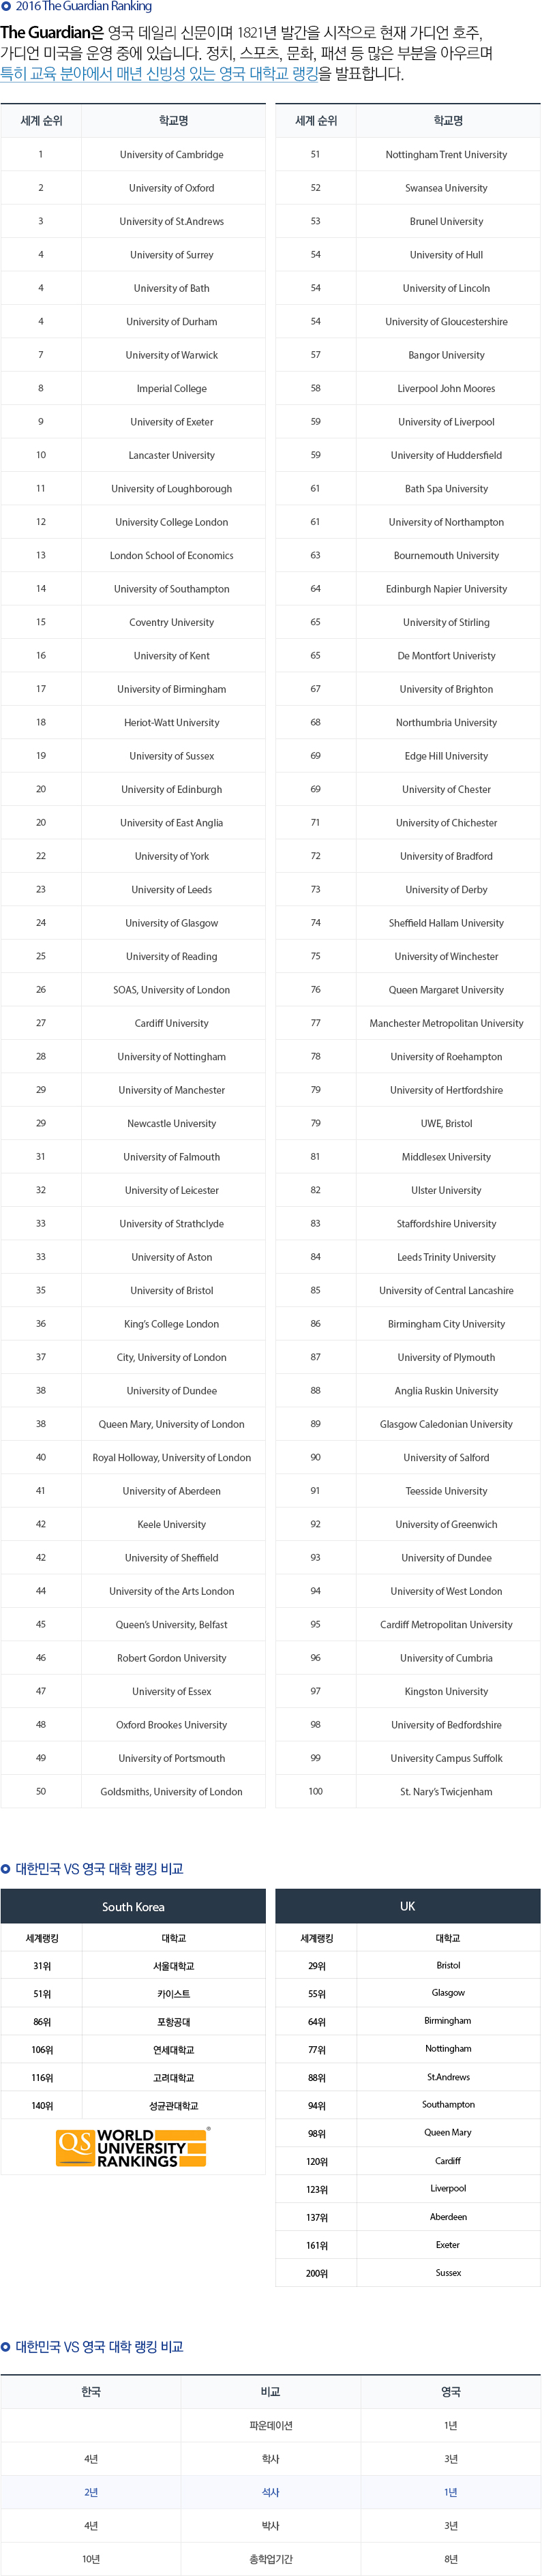 2016 The Guardian Ranking
The Guardian은 영국 데일리 신문이며 1821년 발간을 시작으로 현재 가디언 호주,
가디언 미국을 운영 중에 있습니다. 정치, 스포츠, 문화, 패션 등 많은 부분을 아우르며
특히 교육 분야에서 매년 신빙성 있는 영국 대학교 랭킹을 발표합니다.
세계 순위 학교명
1 University of Cambridge
2 University of Oxford
3 University of St.Andrews
4 University of Surrey
4 University of Bath
4 University of Durham
7 University of Warwick
8 Imperial College
9 University of Exeter
10 Lancaster University
11 University of Loughborough
12 University College London
13 London School of Economics
14 University of Southampton
15 Coventry University
16 University of Kent
17 University of Birmingham
18 Heriot-Watt University
19 University of Sussex
20 University of Edinburgh
20 University of East Anglia
22 University of York
23 University of Leeds
24 University of Glasgow
25 University of Reading
26 SOAS, University of London
27 Cardiff University
28 University of Nottingham
29 University of Manchester
29 Newcastle University
31 University of Falmouth
32 University of Leicester
33 University of Strathclyde
33 University of Aston
35 University of Bristol
36 King's College London
37 City, University of London
38 University of Dundee
38 Queen Mary, University of London
40 Royal Holloway, University of London
41 University of Aberdeen
42 Keele University
42 University of Sheffield
44 University of the Arts London
45 Queen's University, Belfast
46 Robert Gordon University
47 University of Essex
48 Oxford Brookes University
49 University of Portsmouth
50 Goldsmiths, University of London
세계 순위 학교명
51 Nottingham Trent University
52 Swansea University
53 Brunel University
54 University of Hull
54 University of Lincoln
54 University of Gloucestershire
57 Bangor University
58 Liverpool John Moores
59 University of Liverpool
59 University of Huddersfield
61 Bath Spa University
61 University of Northampton
63 Bournemouth University
64 Edinburgh Napier University
65 University of Stirling
65 De Montfort Univeristy
67 University of Brighton
68 Northumbria University
69 Edge Hill University
69 University of Chester
71 University of Chichester
72 University of Bradford
73 University of Derby
74 Sheffield Hallam University
75 University of Winchester
76 Queen Margaret University
77 Manchester Metropolitan University
78 University of Roehampton
79 University of Hertfordshire
79 UWE, Bristol
81 Middlesex University
82 Ulster University
83 Staffordshire University
84 Leeds Trinity University
85 University of Central Lancashire
86 Birmingham City University
87 University of Plymouth
88 Anglia Ruskin University
89 Glasgow Caledonian University
90 University of Salford
91 Teesside University
92 University of Greenwich
93 University of Dundee
94 University of West London
95 Cardiff Metropolitan University
96 University of Cumbria
97 Kingston University
98 University of Bedfordshire
99 University Campus Suffolk
100 St. Nary's Twicjenham
대한민국 VS 영국 대학 랭킹 비교
South Korea
세계랭킹 대학교
31위 서울대학교
51위 카이스트
86위 포항공대
106위 연세대학교
116위 고려대학교
140위 성균관대학교
QS WORLD
UNIVERSITY
RANKINGS ®
UK
세계랭킹 대학교
29위 Bristol
55위 Glasgow
64위 Birmingham
77위 Nottingham
88위 St.Andrews
94위 Southampton
98위 Queen Mary
120위 Cardiff
123위 Liverpool
137위 Aberdeen
161위 Exeter
200위 Sussex
대한민국 VS 영국 대학 랭킹 비교
한국 비교 영국
파운데이션 1년
4년 학사 3년
2년 석사 1년
4년 박사 3년
10년 총학업기간 8년